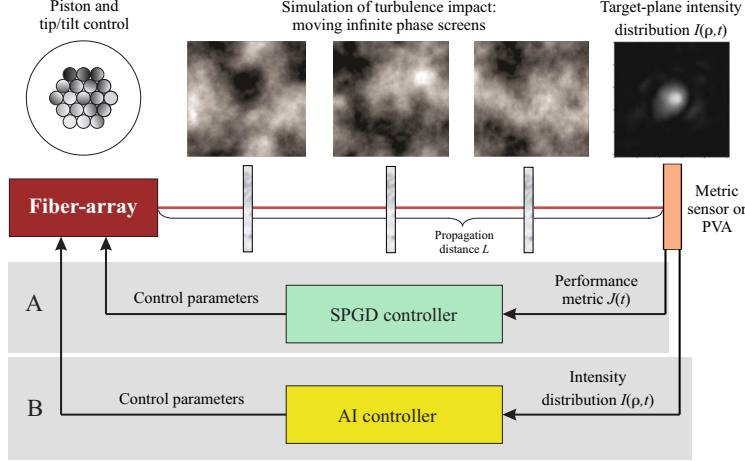 Piston and
tip/tilt control
Simulation of turbulence impact:
moving infinite phase screens
Target-plane intensity
distribution I(ρ,t)
Fiber-array
Metric
sensor or
PVA
Propagation
distance L
A
Control parameters
SPGD controller
Performance
metric J(t)
B
Control parameters
AI controller
Intensity
distribution I(ρ,t)